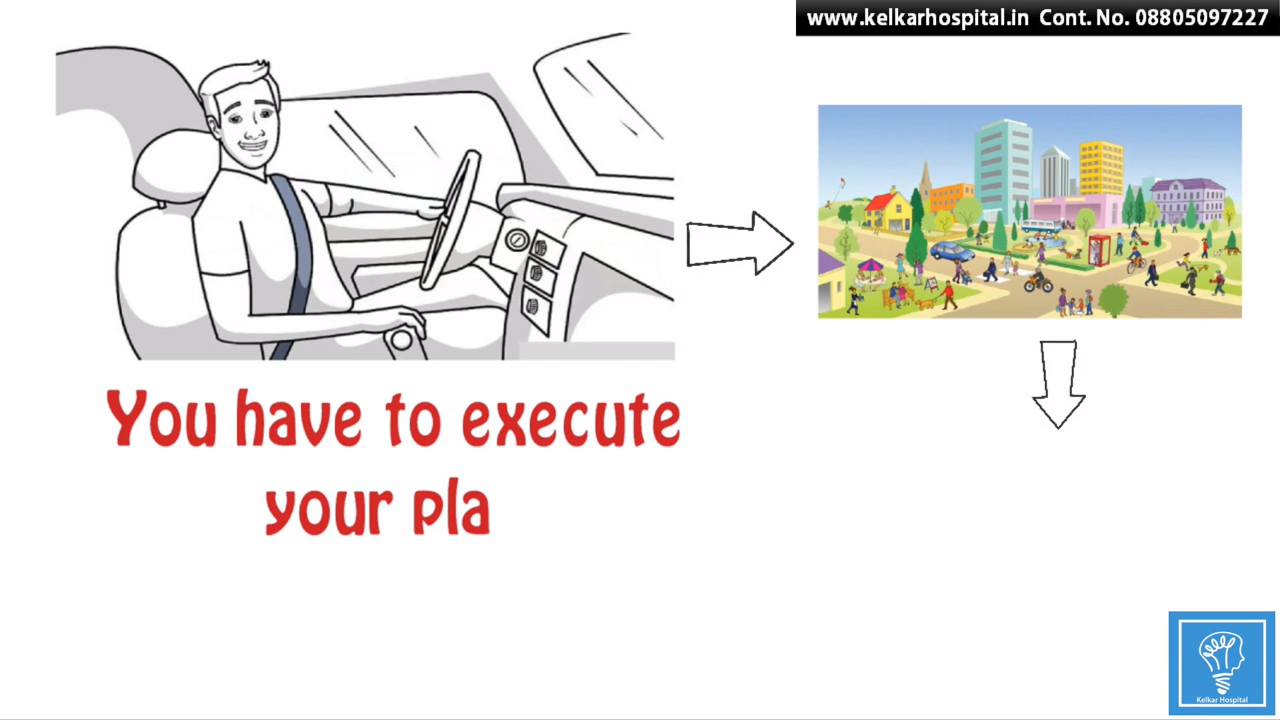 www.kelkarhospital.in Cont. No. 08805097227
You have to execute
your pla
Kelkar Hospital